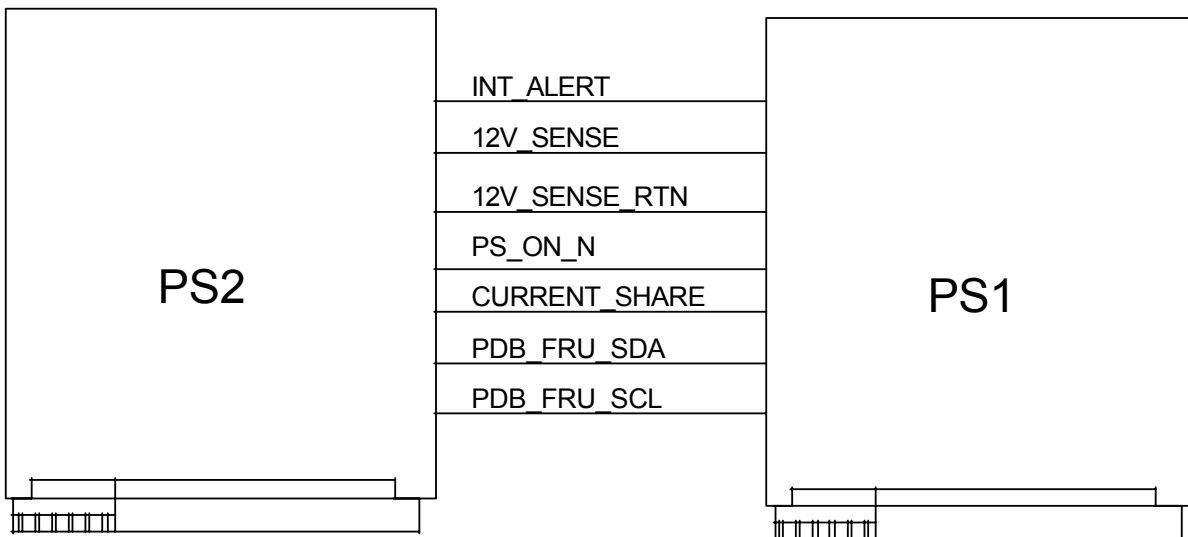 INT_ALERT
12V_SENSE
12V_SENSE_RTN
PS_ON_N
PS2
CURRENT_SHARE
PS1
PDB_FRU_SDA
PDB_FRU_SCL